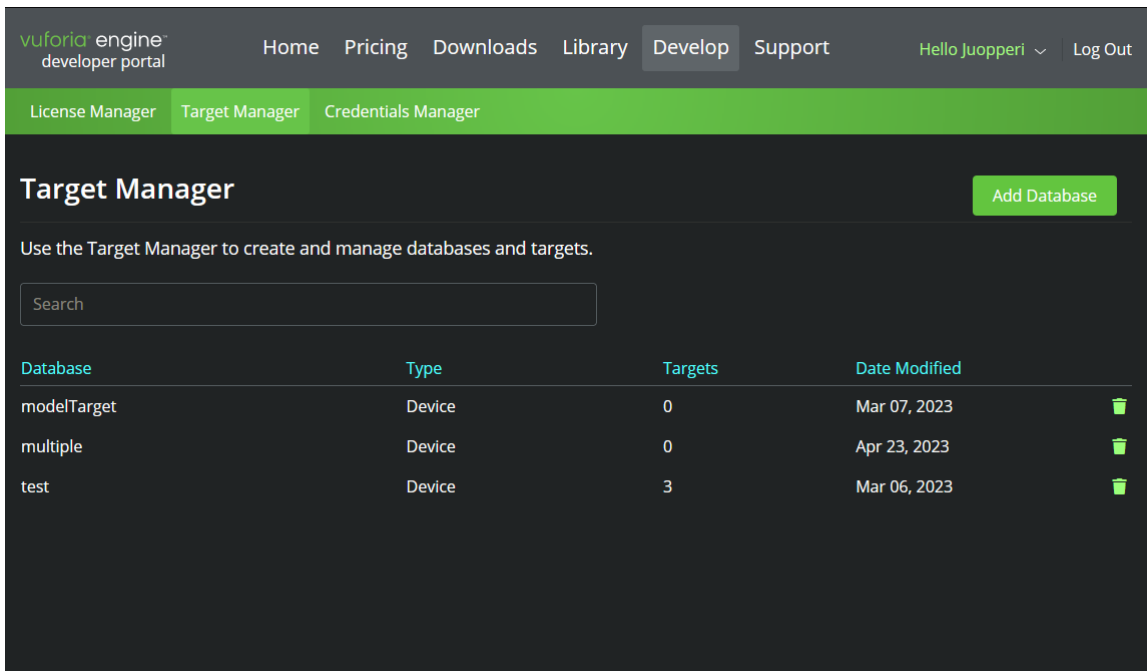 vuforia® engine™
developer portal
Home Pricing Downloads Library Develop Support Hello Juopperi Log Out
License Manager Target Manager Credentials Manager
Target Manager
Add Database
Use the Target Manager to create and manage databases and targets.
Search
Database Type Targets Date Modified
modelTarget Device 0 Mar 07, 2023
multiple Device 0 Apr 23, 2023
test Device 3 Mar 06, 2023